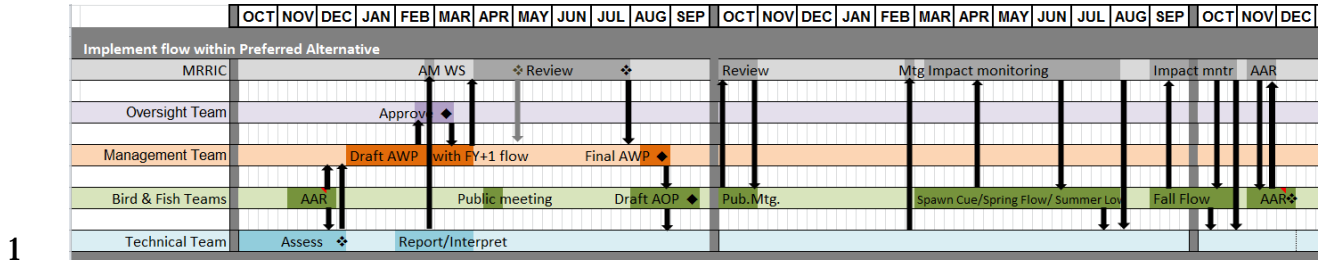 OCT NOV DEC JAN FEB MAR APR MAY JUN JUL AUG SEP OCT NOV DEC JAN FEB MAR APR MAY JUN JUL AUG SEP OCT NOV DEC
Implement flow within Preferred Alternative
MRRIC AM WS Review Review Mtg Impact monitoring Impact mntr AAR
Oversight Team Approve
Management Team Draft AWP with FY+1 flow Final AWP
Bird & Fish Teams AAR Public meeting Draft AOP Pub.Mtg. Spawn Cue/Spring Flow/ Summer Low Fall Flow AAR
Technical Team Assess Report/Interpret
1